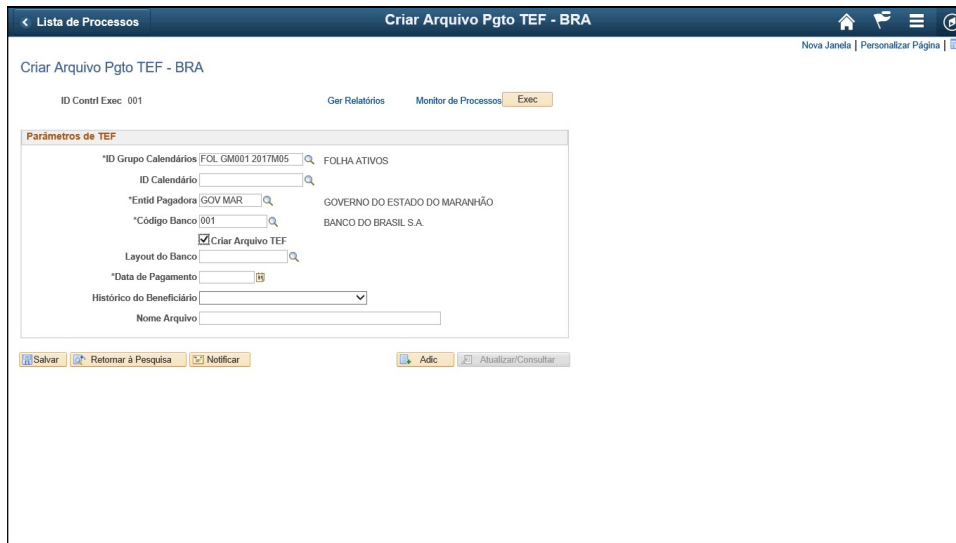 Lista de Processos
Criar Arquivo Pgto TEF - BRA
Nova Janela | Personalizar Página |
Criar Arquivo Pgto TEF - BRA
ID Contrl Exec 001 Ger Relatórios Monitor de Processos Exec
Parâmetros de TEF
*ID Grupo Calendários FOL GM001 2017M05 FOLHA ATIVOS
ID Calendário
*Entid Pagadora GOV MAR GOVERNO DO ESTADO DO MARANHÃO
*Código Banco 001 BANCO DO BRASIL S.A.
Criar Arquivo TEF
Layout do Banco
*Data de Pagamento
Histórico do Beneficiário
Nome Arquivo
Salvar Retornar à Pesquisa Notificar Adic Atualizar/Consultar